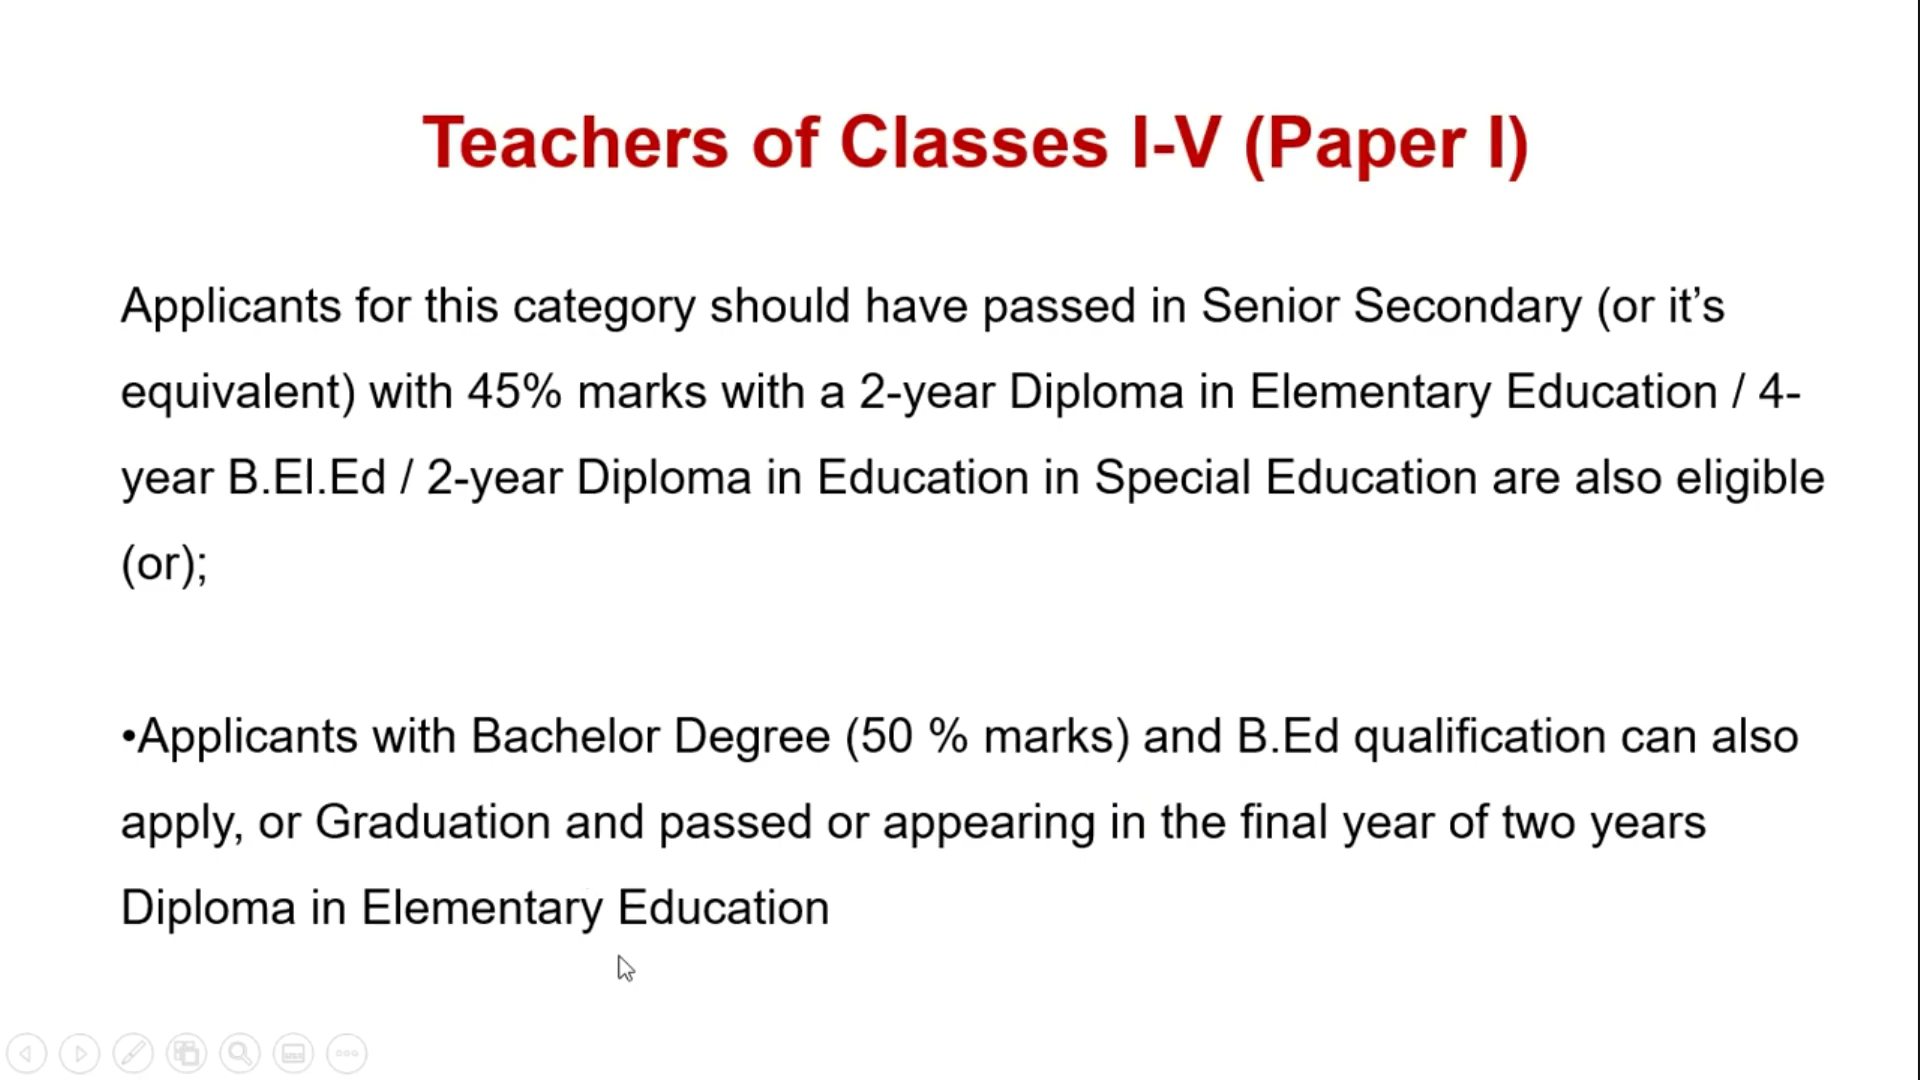 Teachers of Classes I-V (Paper I)
Applicants for this category should have passed in Senior Secondary (or it’s
equivalent) with 45% marks with a 2-year Diploma in Elementary Education / 4-
year B.El.Ed / 2-year Diploma in Education in Special Education are also eligible
(or);
•Applicants with Bachelor Degree (50 % marks) and B.Ed qualification can also
apply, or Graduation and passed or appearing in the final year of two years
Diploma in Elementary Education